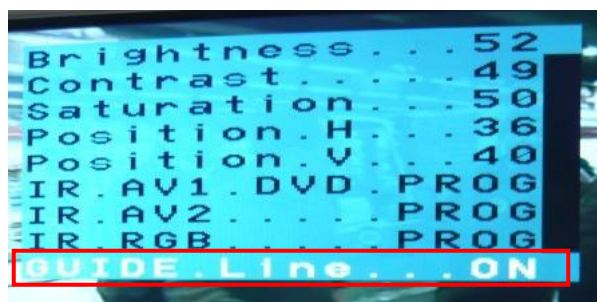 Brightness...52
Contrast.....49
Saturation...50
Position.H...36
Position.V...40
IR.AV1.DVD.PROG
IR.AV2.....PROG
IR.RGB.....PROG
GUIDE.Line...ON